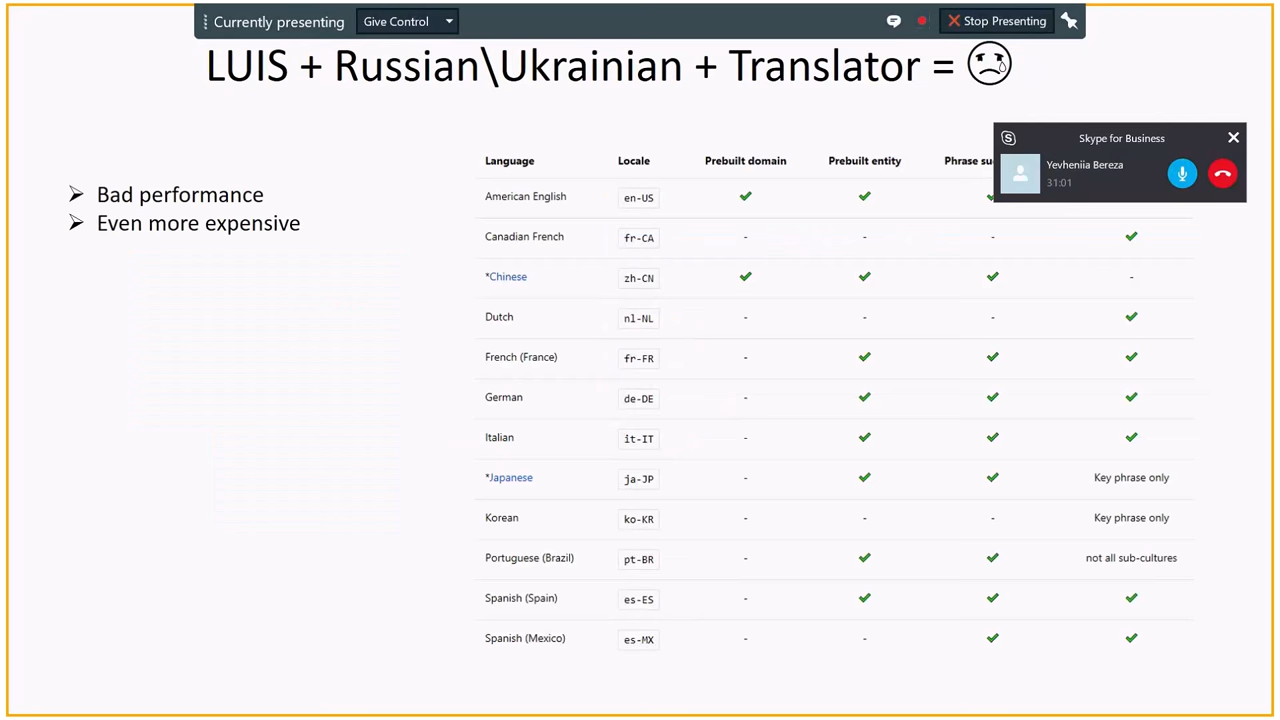 Currently presenting Give Control Stop Presenting
LUIS + Russian\Ukrainian + Translator =
Skype for Business
Yevheniia Bereza
31:01
➢ Bad performance
➢ Even more expensive
Language Locale Prebuilt domain Prebuilt entity Phrase
American English en-US ✔ ✔ ✔
Canadian French fr-CA - - - ✔
*Chinese zh-CN ✔ ✔ ✔ -
Dutch nl-NL - - - ✔
French (France) fr-FR - ✔ ✔ ✔
German de-DE - ✔ ✔ ✔
Italian it-IT - ✔ ✔ ✔
*Japanese ja-JP - ✔ ✔ Key phrase only
Korean ko-KR - - - Key phrase only
Portuguese (Brazil) pt-BR - ✔ ✔ not all sub-cultures
Spanish (Spain) es-ES - ✔ ✔ ✔
Spanish (Mexico) es-MX - - ✔ ✔